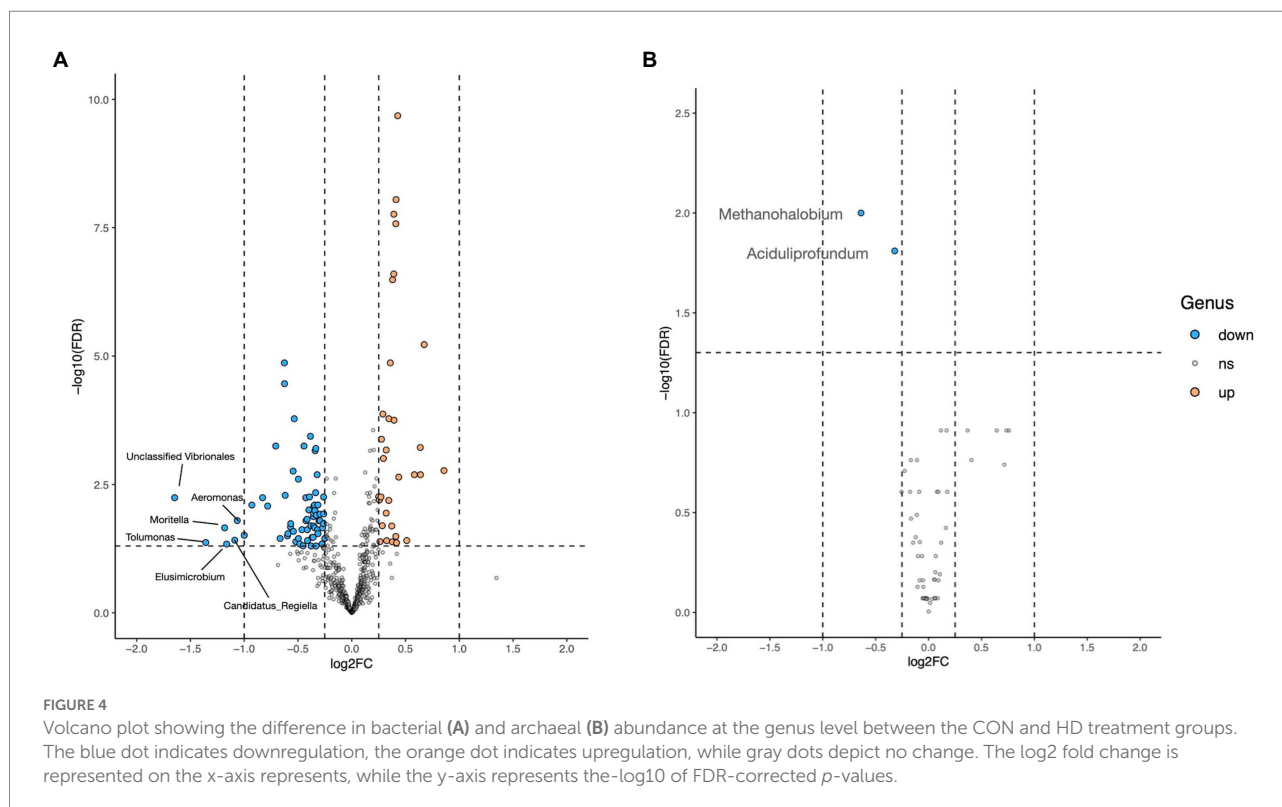 A
B
10.0
7.5
5.0
2.5
0.0
-log10(FDR)
Unclassified Vibrionales
Aeromonas
Moritella
Tolumonas
Elusimicrobium
Candidatus_Regiella
−2.0 −1.5 −1.0 −0.5 0.0 0.5 1.0 1.5 2.0
log2FC
2.5
2.0
1.5
1.0
0.5
0.0
-log10(FDR)
Methanohalobium
Aciduliprofundum
−2.0 −1.5 −1.0 −0.5 0.0 0.5 1.0 1.5 2.0
log2FC
Genus
down
ns
up
FIGURE 4
Volcano plot showing the difference in bacterial (A) and archaeal (B) abundance at the genus level between the CON and HD treatment groups.
The blue dot indicates downregulation, the orange dot indicates upregulation, while gray dots depict no change. The log2 fold change is
represented on the x-axis represents, while the y-axis represents the-log10 of FDR-corrected p-values.